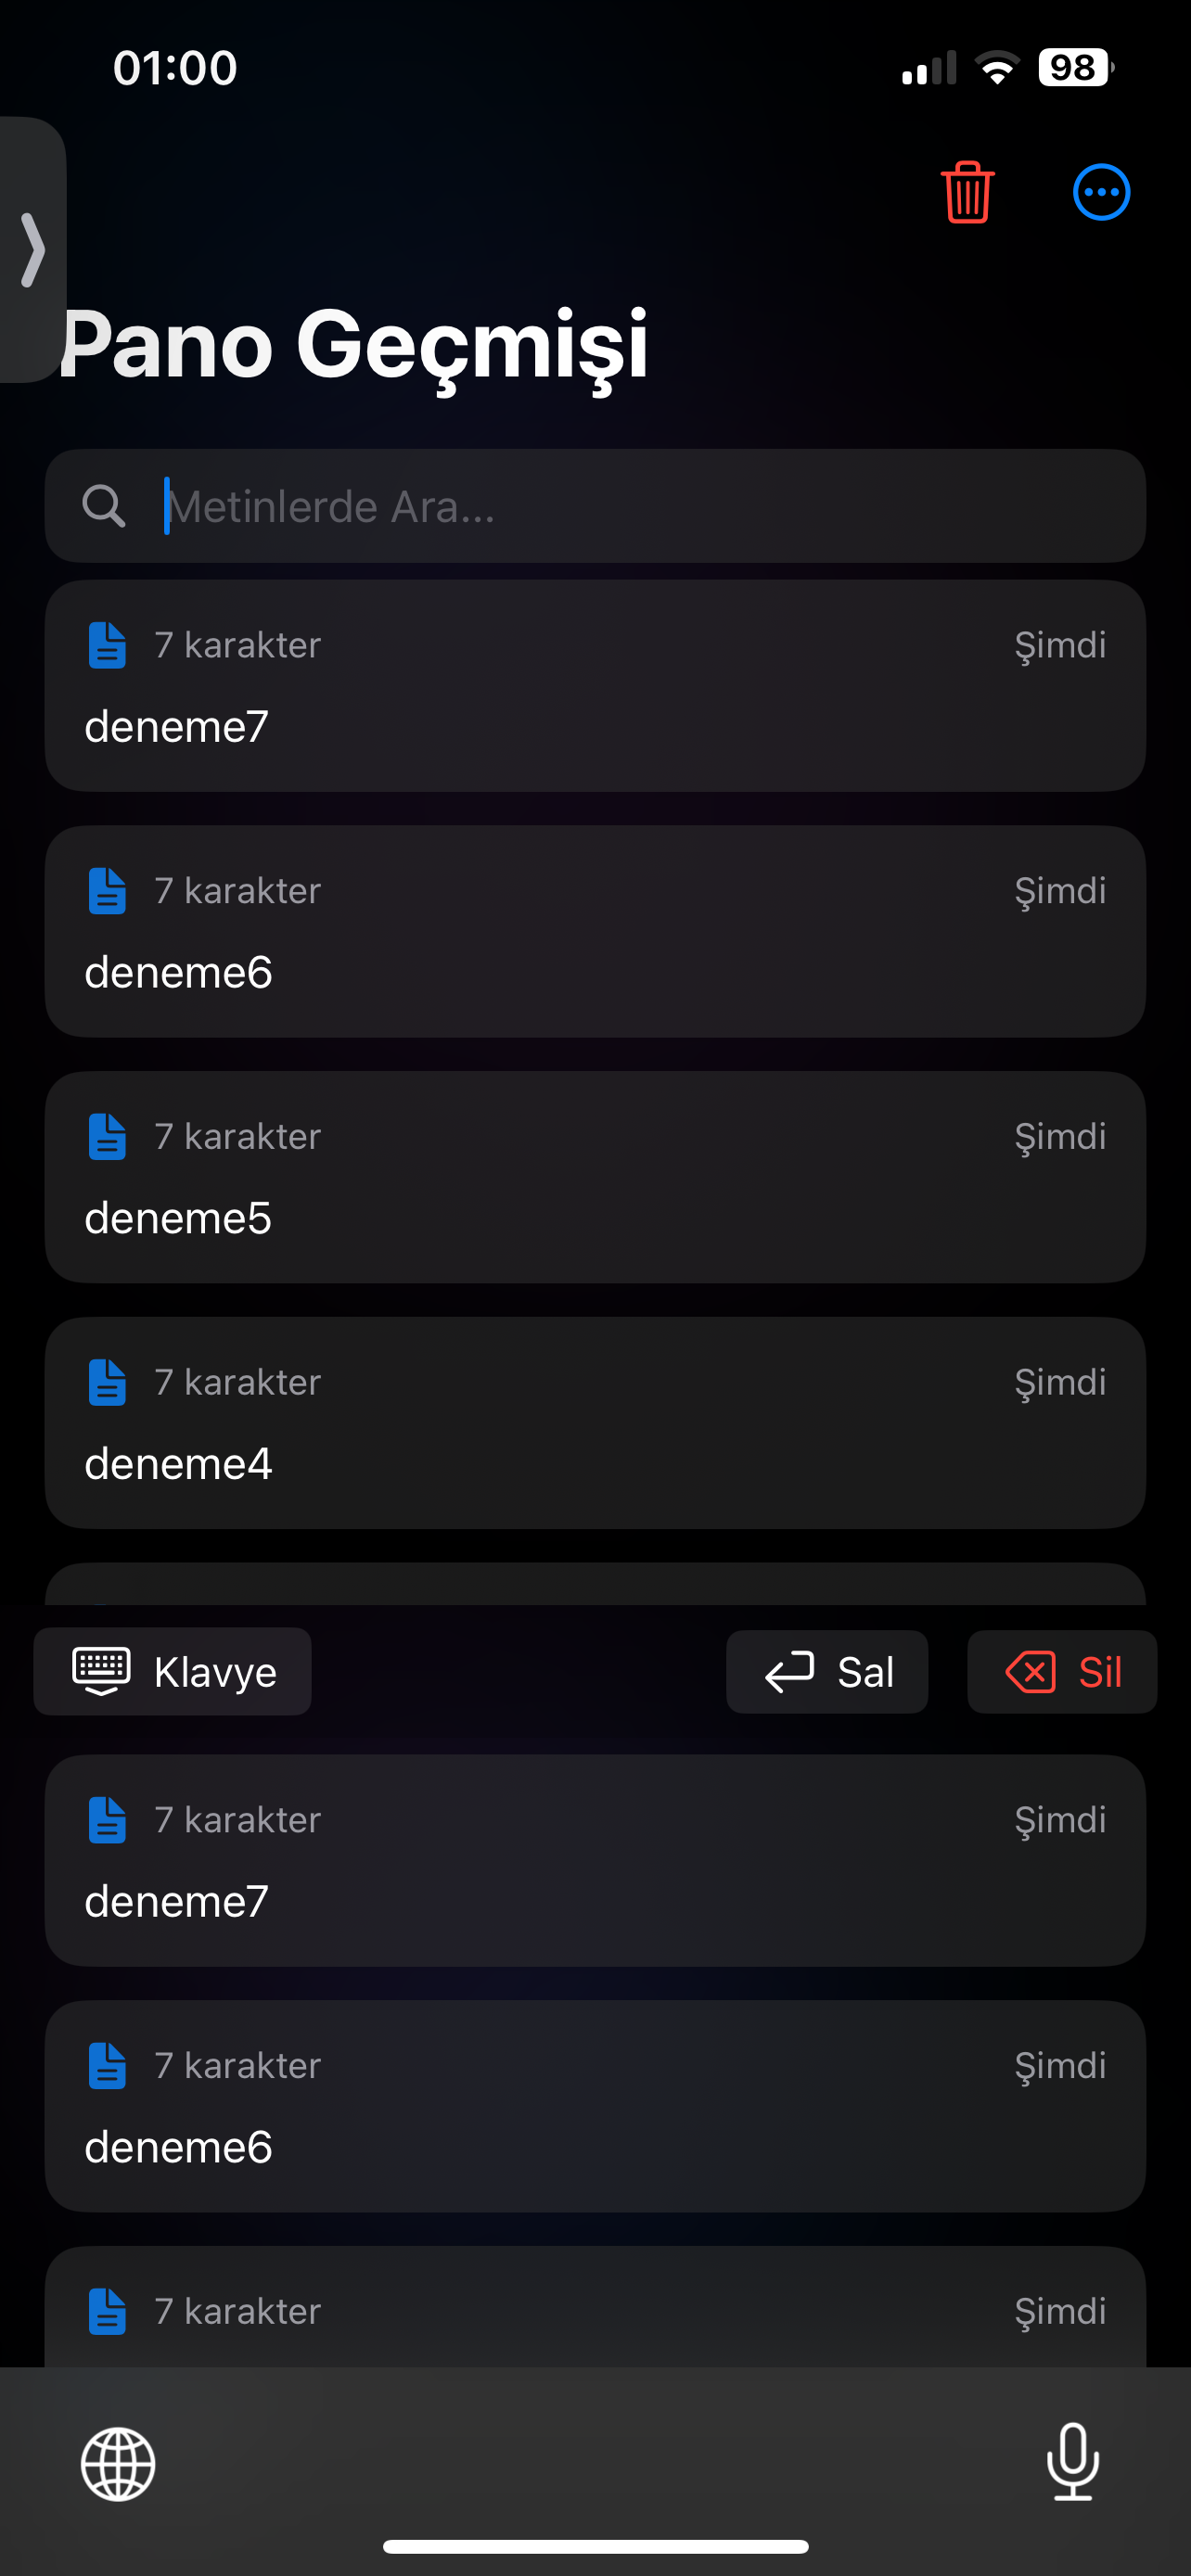 01:00
98
Pano Geçmişi
Metinlerde Ara...
7 karakter Şimdi
deneme7
7 karakter Şimdi
deneme6
7 karakter Şimdi
deneme5
7 karakter Şimdi
deneme4
Klavye Sal Sil
7 karakter Şimdi
deneme7
7 karakter Şimdi
deneme6
7 karakter Şimdi